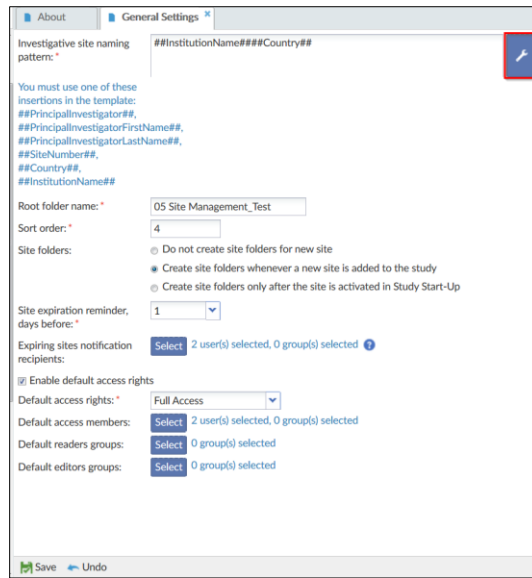 About
General Settings
Investigative site naming
pattern: *
##InstitutionName####Country##
You must use one of these
insertions in the template:
##PrincipalInvestigator##,
##PrincipalInvestigatorFirstName##,
##PrincipalInvestigatorLastName##,
##SiteNumber##,
##Country##,
##InstitutionName##
Root folder name: * 05 Site Management_Test
Sort order: * 4
Site folders: Do not create site folders for new site
Create site folders whenever a new site is added to the study
Create site folders only after the site is activated in Study Start-Up
Site expiration reminder,
days before: * 1
Expiring sites notification
recipients: Select 2 user(s) selected, 0 group(s) selected ?
Enable default access rights
Default access rights: * Full Access
Default access members: Select 2 user(s) selected, 0 group(s) selected
Default readers groups: Select 0 group(s) selected
Default editors groups: Select 0 group(s) selected
Save Undo